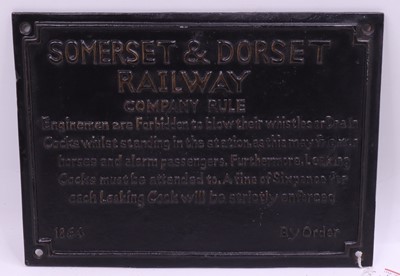 SOMERSET & DORSET
RAILWAY
COMPANY RULE
Enginemen are Forbidden to blow their whistles or Drain
Cocks whilst standing in the station, as this may frighten
horses and alarm passengers. Furthermore, Leaking
Cocks must be attended to. A fine of Sixpence for
each Leaking Cock will be strictly enforced
1864 By Order